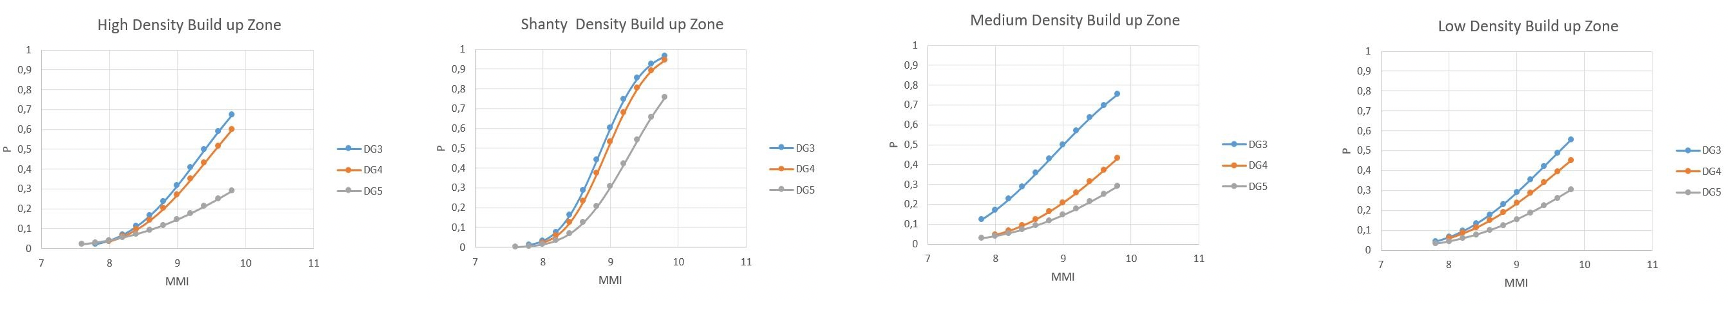 High Density Build up Zone
1
0,9
0,8
0,7
0,6
0,5
0,4
0,3
0,2
0,1
0
P
7 8 9 10 11
MMI
DG3
DG4
DG5
Shanty Density Build up Zone
1
0,9
0,8
0,7
0,6
0,5
0,4
0,3
0,2
0,1
0
P
7 8 9 10 11
MMI
DG3
DG4
DG5
Medium Density Build up Zone
1
0,9
0,8
0,7
0,6
0,5
0,4
0,3
0,2
0,1
0
P
7 8 9 10 11
MMI
DG3
DG4
DG5
Low Density Build up Zone
1
0,9
0,8
0,7
0,6
0,5
0,4
0,3
0,2
0,1
0
P
7 8 9 10 11
MMI
DG3
DG4
DG5